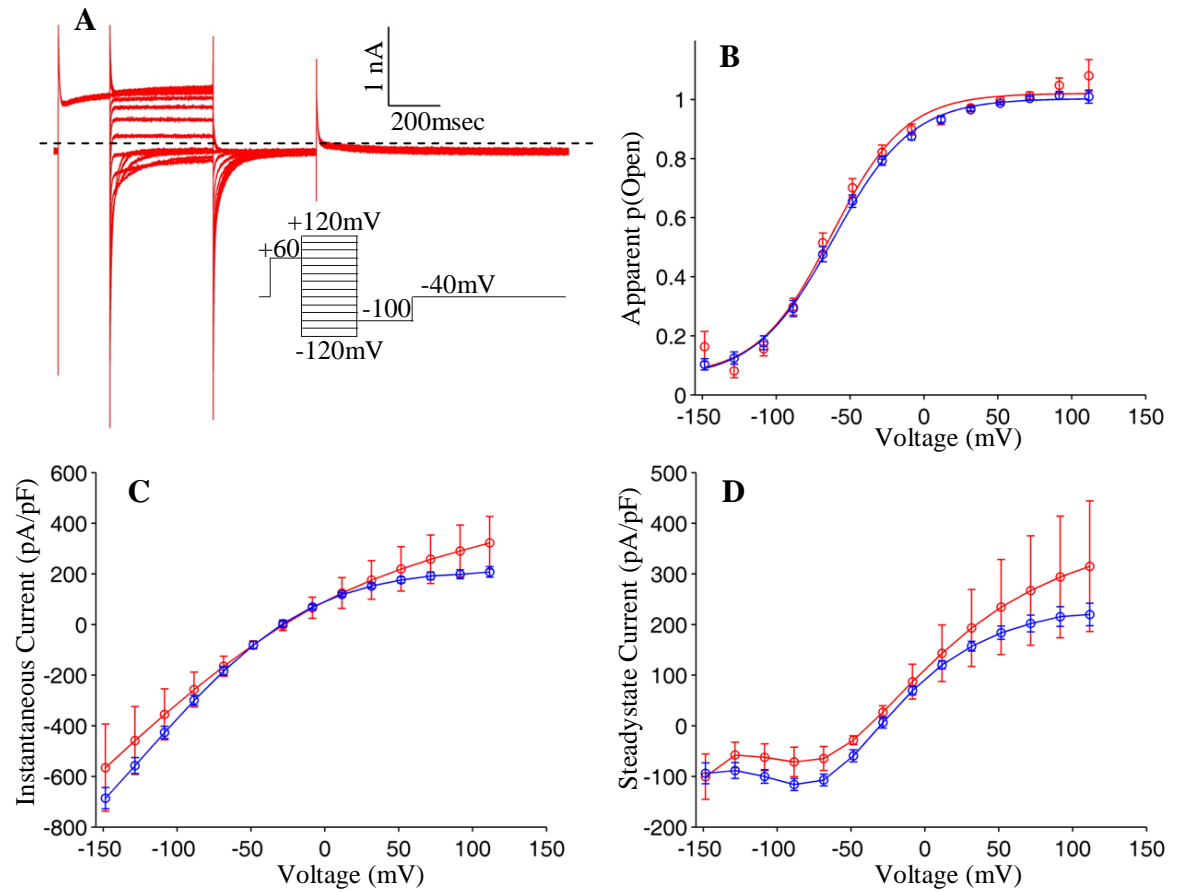 A
1 nA
200msec
+120mV
+60
-40mV
-100
-120mV
B
Apparent p(Open)
1
0.8
0.6
0.4
0.2
0
-150 -100 -50 0 50 100 150
Voltage (mV)
C
Instantaneous Current (pA/pF)
600
400
200
0
-200
-400
-600
-800
-150 -100 -50 0 50 100 150
Voltage (mV)
D
Steadystate Current (pA/pF)
500
400
300
200
100
0
-100
-200
-150 -100 -50 0 50 100 150
Voltage (mV)